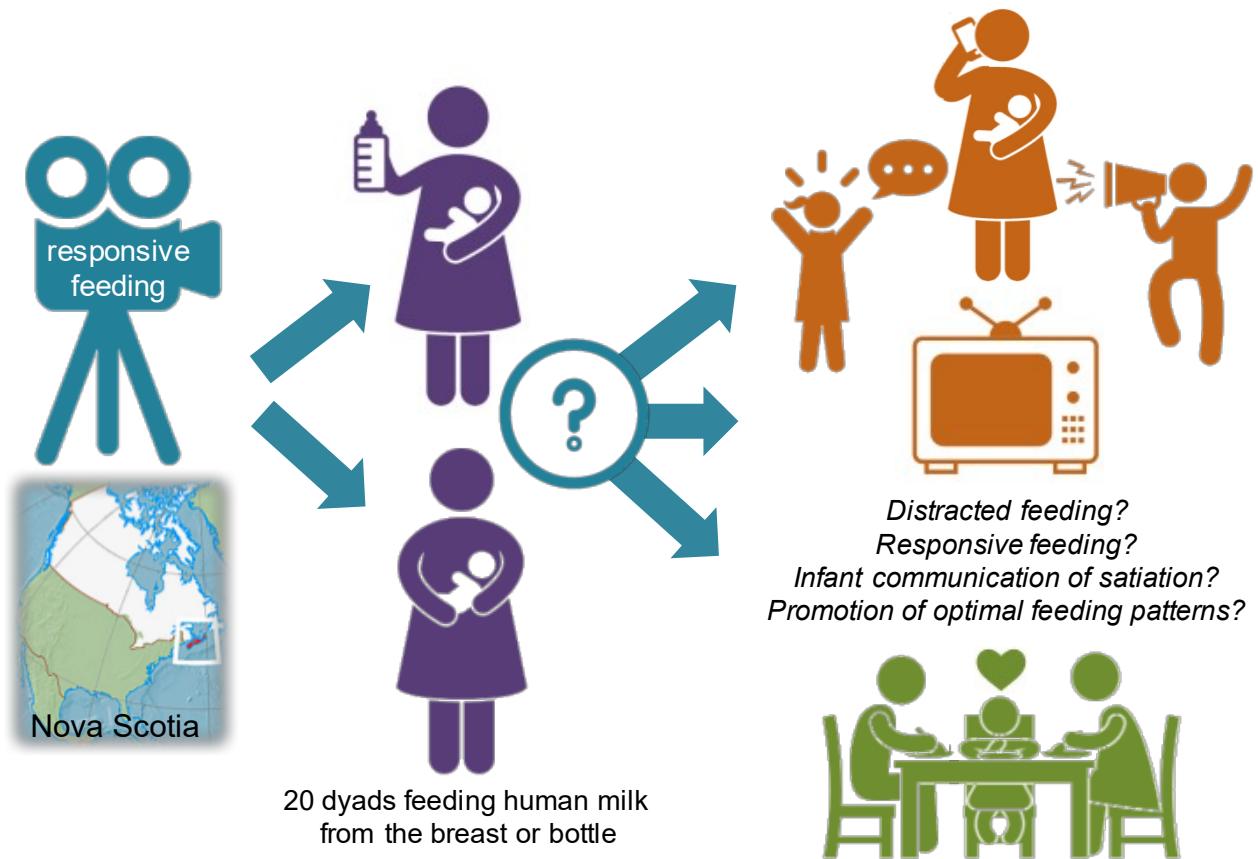 responsive
feeding
Nova Scotia
?
20 dyads feeding human milk
from the breast or bottle
Distracted feeding?
Responsive feeding?
Infant communication of satiation?
Promotion of optimal feeding patterns?